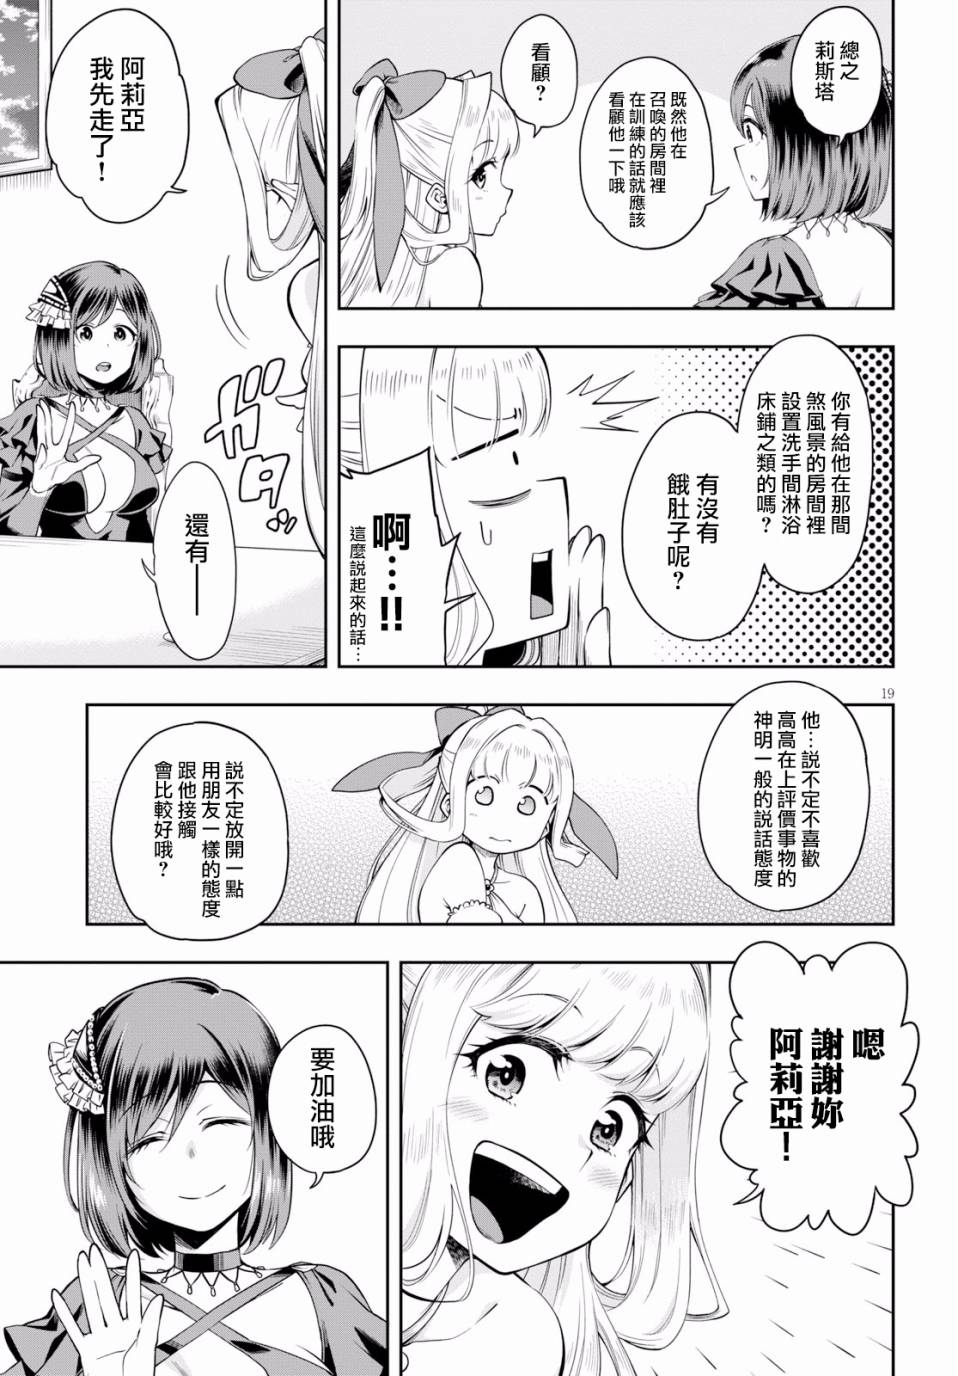 總之
莉斯塔
既然他在
召喚的房間裡
在訓練的話就應該
看顧他一下哦
看顧?
你有給他在那間
煞風景的房間裡
設置洗手間淋浴
床鋪之類的嗎?
有沒有
餓肚子呢?
啊…!!
這麼説起來的話…
阿莉亞
我先走了!
ガタッ
還有——
19
他…説不定不喜歡
高高在上評價事物的
神明一般的説話態度
説不定放開一點
用朋友一樣的態度
跟他接觸
會比較好哦?
嗯
謝謝妳
阿莉亞!
要加油哦